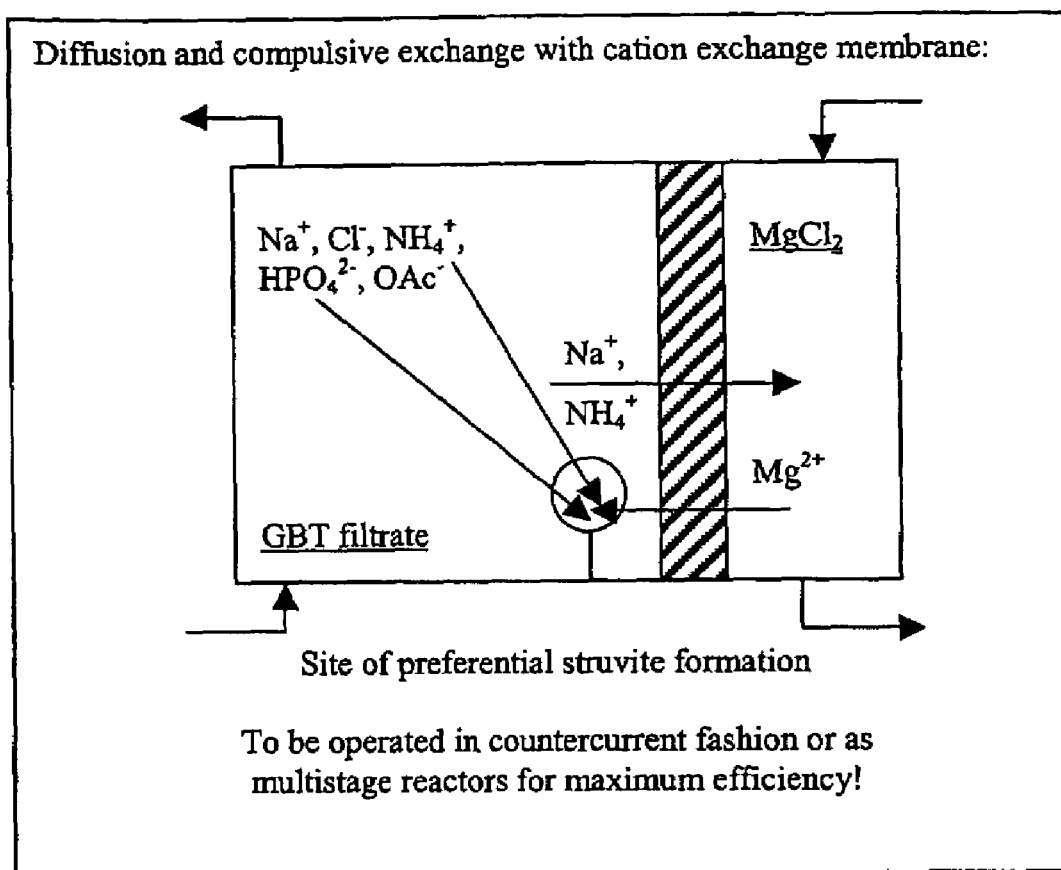 Diffusion and compulsive exchange with cation exchange membrane:
Na⁺, Cl⁻, NH₄⁺,
HPO₄²⁻, OAc⁻
MgCl₂
Na⁺,
NH₄⁺
Mg²⁺
GBT filtrate
Site of preferential struvite formation
To be operated in countercurrent fashion or as
multistage reactors for maximum efficiency!